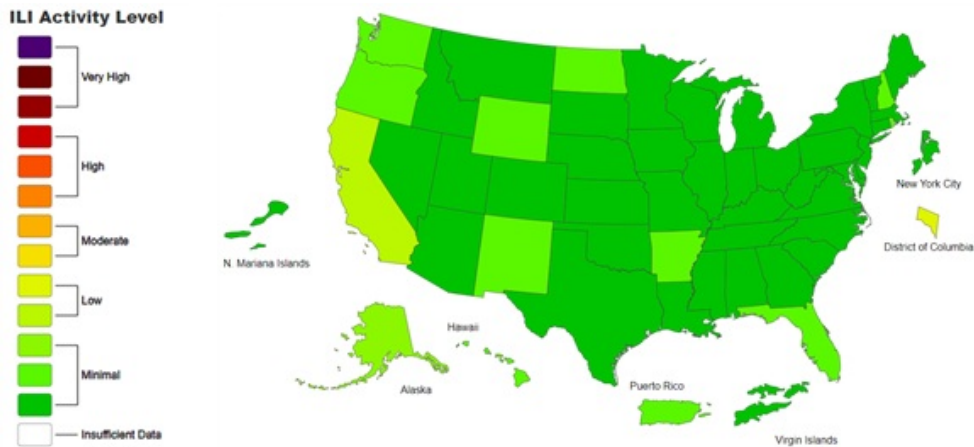 ILI Activity Level
Very High
High
Moderate
Low
Minimal
Insufficient Data
New York City
District of Columbia
N. Mariana Islands
Hawaii
Alaska
Puerto Rico
Virgin Islands